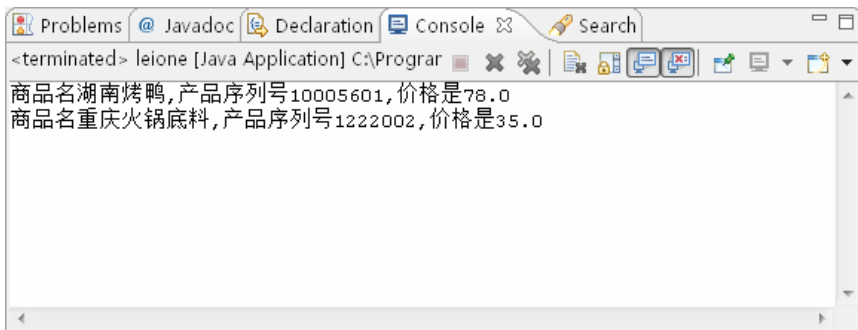 Problems @ Javadoc Declaration Console Search
<terminated> leione [Java Application] C:\Prograr
商品名湖南烤鸭,产品序列号10005601,价格是78.0
商品名重庆火锅底料,产品序列号1222002,价格是35.0